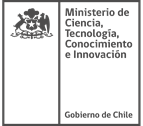 Ministerio de
Ciencia,
Tecnología,
Conocimiento
e Innovación
Gobierno de Chile